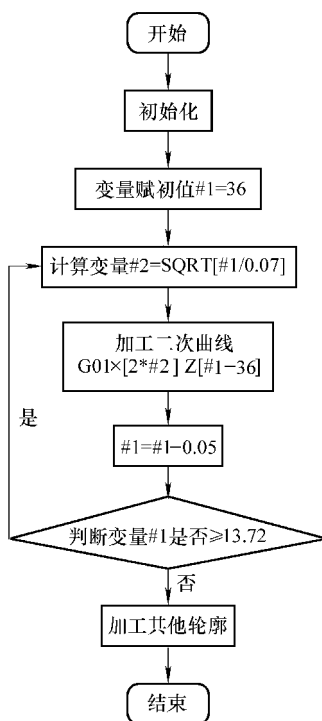 开始
初始化
变量赋初值#1=36
计算变量#2=SQRT[#1/0.07]
加工二次曲线
G01×[2*#2] Z[#1-36]
是
#1=#1-0.05
判断变量#1是否≥13.72
否
加工其他轮廓
结束